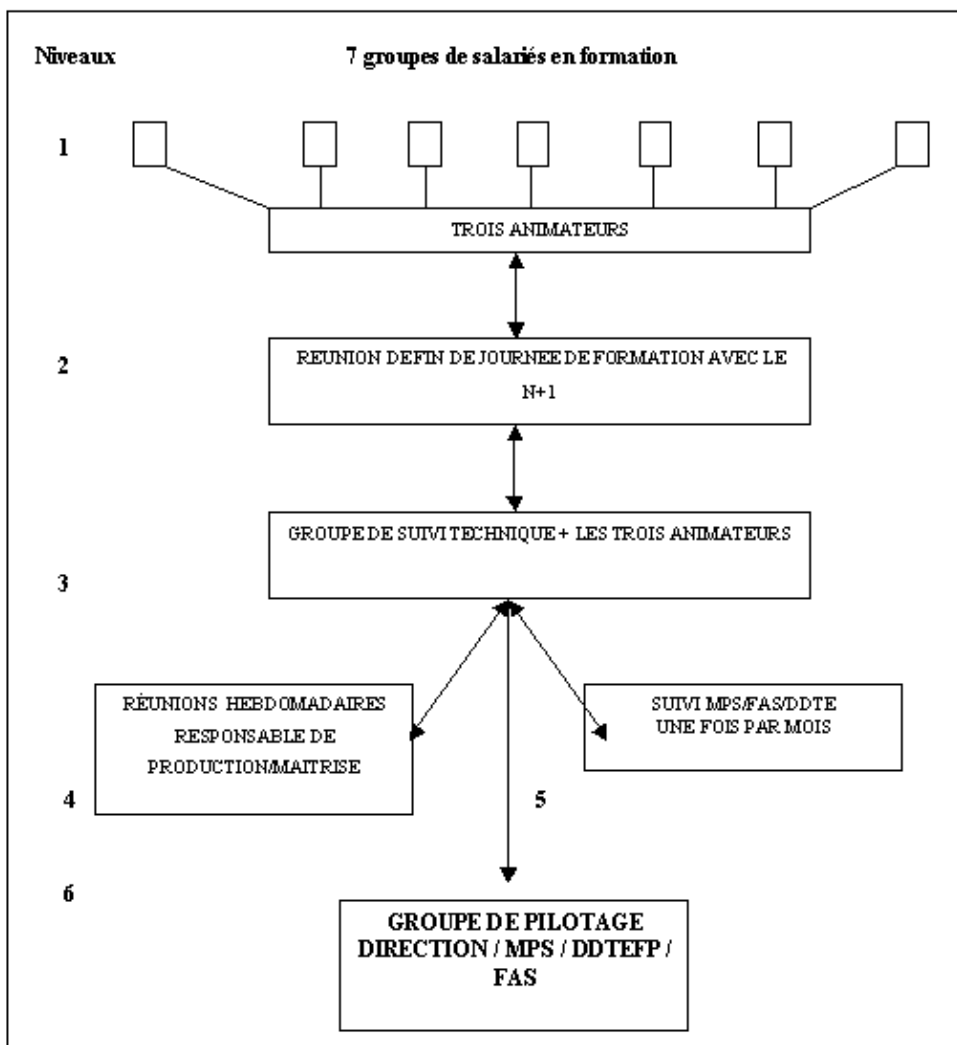 Niveaux 7 groupes de salariés en formation
1
TROIS ANIMATEURS
2
REUNION DE FIN DE JOURNEE DE FORMATION AVEC LE
N+1
GROUPE DE SUIVI TECHNIQUE + LES TROIS ANIMATEURS
3
RÉUNIONS HEBDOMADAIRES
RESPONSABLE DE
PRODUCTION/MAITRISE
SUIVI MPS/FAS/DDTE
UNE FOIS PAR MOIS
4
5
6
GROUPE DE PILOTAGE
DIRECTION / MPS / DDTEFP /
FAS